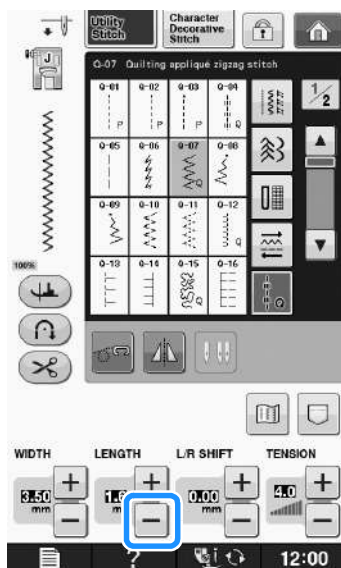 Utility
Stitch
Character
Decorative
Stitch
J
Q-07 Quilting appliqué zigzag stitch
Q-01 Q-02 Q-03 Q-04
P P Q
1/2
Q-05 Q-06 Q-07 Q-08
Q
Q-09 Q-10 Q-11 Q-12
Q
Q-13 Q-14 Q-15 Q-16
Q
Q
100%
WIDTH LENGTH L/R SHIFT TENSION
+ + + +
3.50 0.00 4.0
mm mm mm
− − − −
? i 12:00